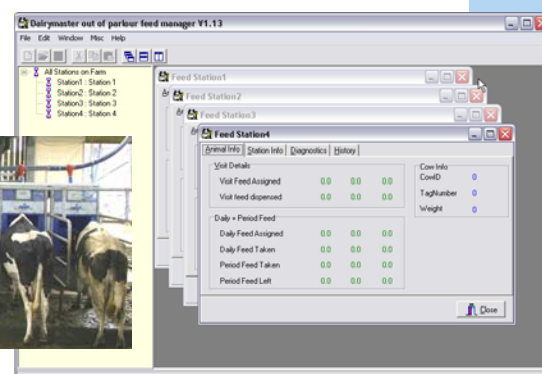 Dairymaster out of parlour feed manager V1.13
File Edit Window Misc Help
All Stations on Farm
Station1 : Station 1
Station2 : Station 2
Station3 : Station 3
Station4 : Station 4
Feed Station1
Feed Station2
Feed Station3
Feed Station4
Animal Info Station Info Diagnostics History
Visit Details
Visit Feed Assigned 0.0 0.0 0.0
Visit feed dispensed 0.0 0.0 0.0
Daily + Period Feed
Daily Feed Assigned 0.0 0.0 0.0
Daily Feed Taken 0.0 0.0 0.0
Period Feed Taken 0.0 0.0 0.0
Period Feed Left 0.0 0.0 0.0
Cow Info
CowID 0
TagNumber 0
Weight 0
Close